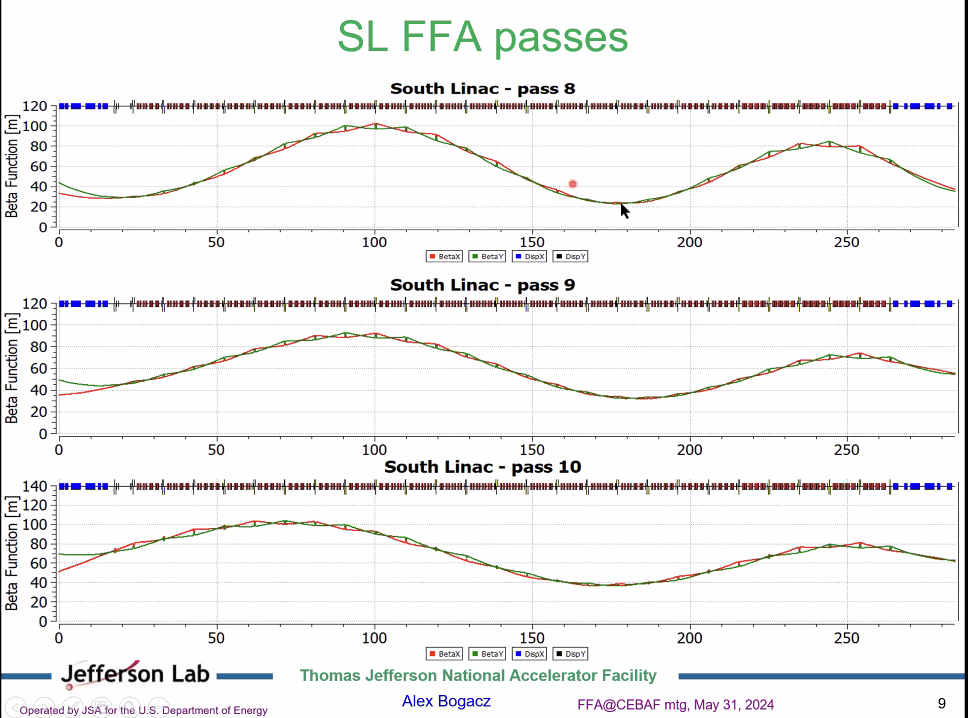 SL FFA passes
South Linac - pass 8
Beta Function [m]
120
100
80
60
40
20
0
0 50 100 150 200 250
BetaX BetaY DispX DispY
South Linac - pass 9
Beta Function [m]
120
100
80
60
40
20
0
0 50 100 150 200 250
South Linac - pass 10
Beta Function [m]
140
120
100
80
60
40
20
0
0 50 100 150 200 250
BetaX BetaY DispX DispY
Jefferson Lab
Thomas Jefferson National Accelerator Facility
Operated by JSA for the U.S. Department of Energy
Alex Bogacz
FFA@CEBAF mtg, May 31, 2024
9